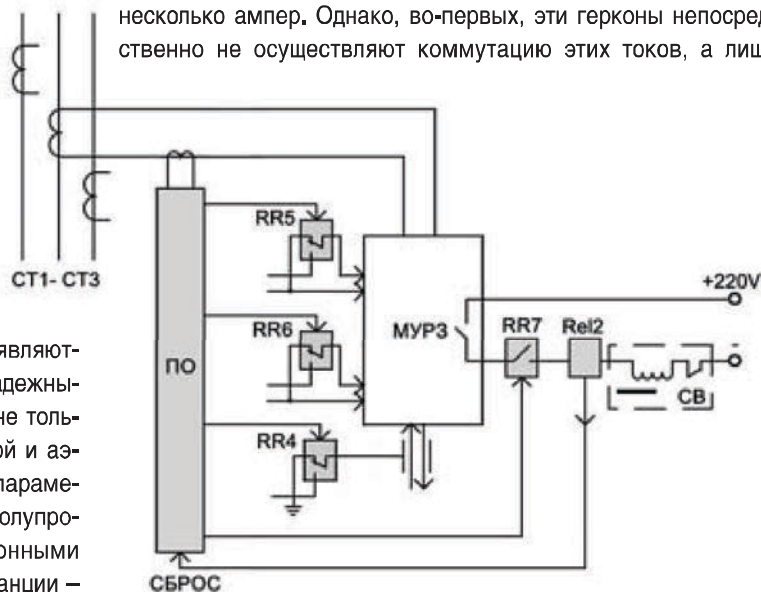 несколько ампер. Однако, во-первых, эти герконы непосред
ственно не осуществляют коммутацию этих токов, а лиш
СТ1- СТ3
RR5
+220V
МУРЗ
RR7
Rel2
RR6
ПО
-
СВ
RR4
СБРОС
являют-
адежны-
не толь-
ой и аэ-
параме-
олупро-
онными
анции –